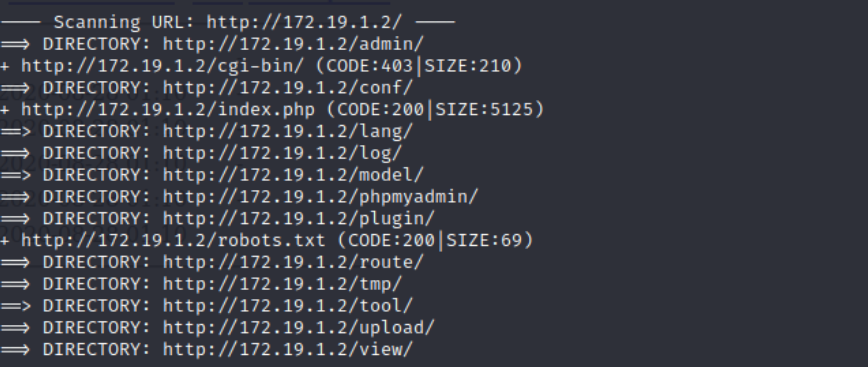 ---- Scanning URL: http://172.19.1.2/ ----
==> DIRECTORY: http://172.19.1.2/admin/
+ http://172.19.1.2/cgi-bin/ (CODE:403|SIZE:210)
==> DIRECTORY: http://172.19.1.2/conf/
+ http://172.19.1.2/index.php (CODE:200|SIZE:5125)
==> DIRECTORY: http://172.19.1.2/lang/
==> DIRECTORY: http://172.19.1.2/log/
==> DIRECTORY: http://172.19.1.2/model/
==> DIRECTORY: http://172.19.1.2/phpmyadmin/
==> DIRECTORY: http://172.19.1.2/plugin/
+ http://172.19.1.2/robots.txt (CODE:200|SIZE:69)
==> DIRECTORY: http://172.19.1.2/route/
==> DIRECTORY: http://172.19.1.2/tmp/
==> DIRECTORY: http://172.19.1.2/tool/
==> DIRECTORY: http://172.19.1.2/upload/
==> DIRECTORY: http://172.19.1.2/view/